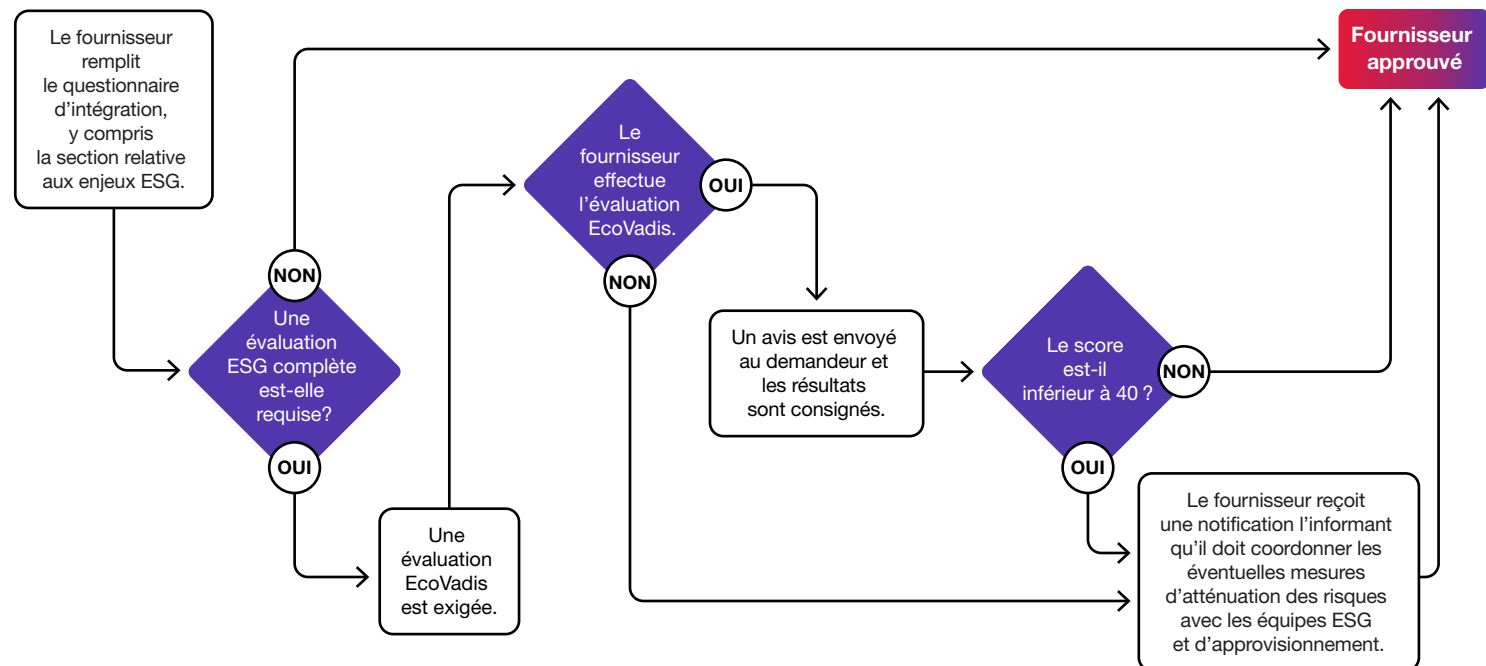 Le fournisseur
remplit
le questionnaire
d’intégration,
y compris
la section relative
aux enjeux ESG.
NON
Une
évaluation
ESG complète
est-elle
requise?
OUI
Une
évaluation
EcoVadis
est exigée.
Le
fournisseur
effectue
l’évaluation
EcoVadis.
OUI
NON
Un avis est envoyé
au demandeur et
les résultats
sont consignés.
Le score
est-il
inférieur à 40 ?
NON
OUI
Le fournisseur reçoit
une notification l’informant
qu’il doit coordonner les
éventuelles mesures
d’atténuation des risques
avec les équipes ESG
et d’approvisionnement.
Fournisseur
approuvé